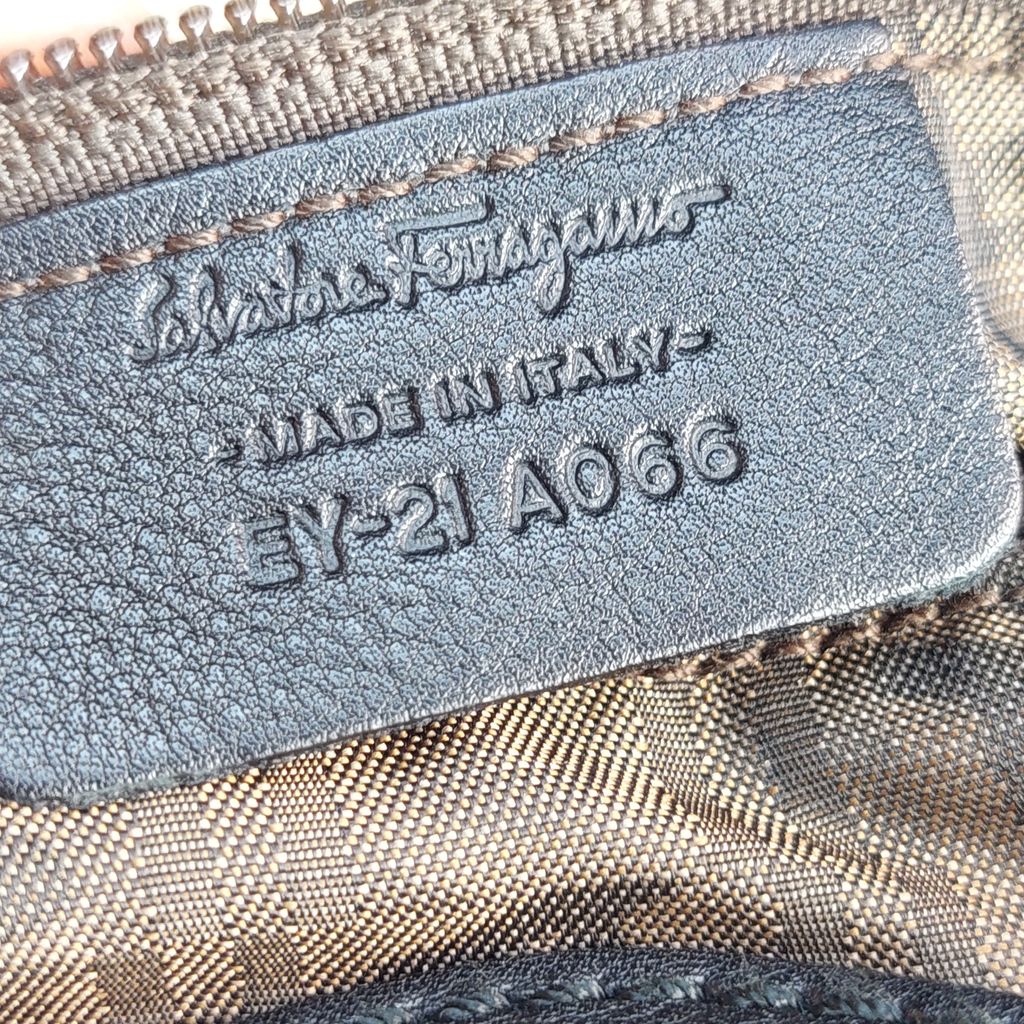 Salvatore Ferragamo
-MADE IN ITALY-
EY-21 A066